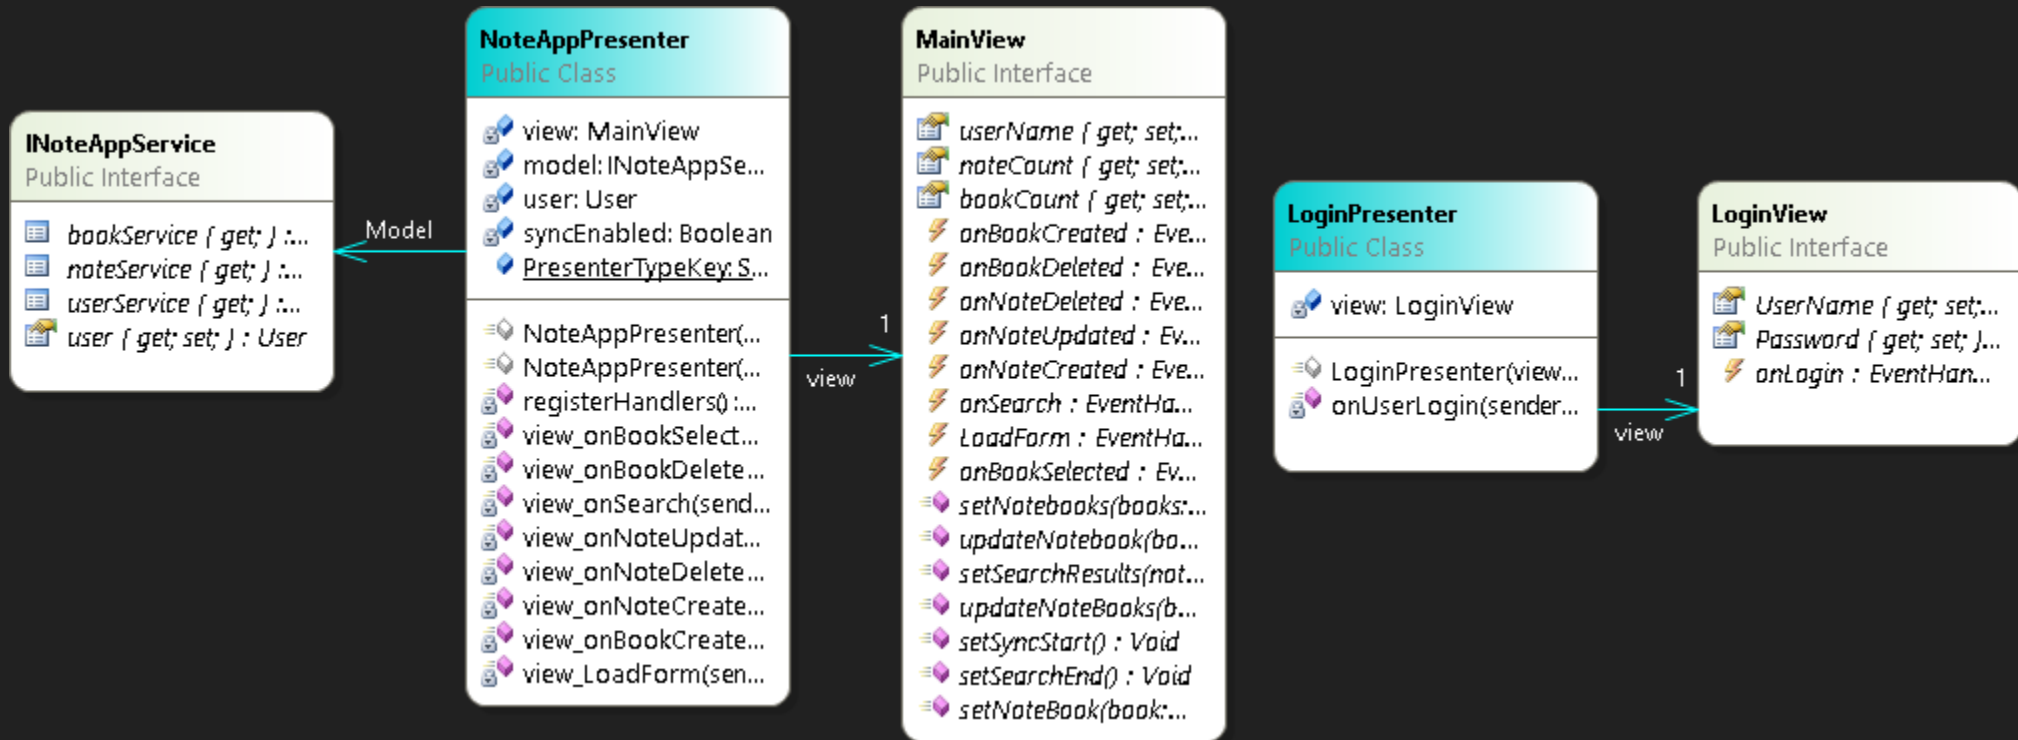 INoteAppService
Public Interface
bookService { get; } :...
noteService { get; } :...
userService { get; } :...
user { get; set; } : User
Model
NoteAppPresenter
Public Class
view: MainView
model: INoteAppSe...
user: User
syncEnabled: Boolean
PresenterTypeKey: S...
NoteAppPresenter(...
NoteAppPresenter(...
registerHandlers() :...
view_onBookSelect...
view_onBookDelete...
view_onSearch(send...
view_onNoteUpdat...
view_onNoteDelete...
view_onNoteCreate...
view_onBookCreate...
view_LoadForm(sen...
1
view
MainView
Public Interface
userName { get; set;...
noteCount { get; set;...
bookCount { get; set;...
onBookCreated : Eve...
onBookDeleted : Eve...
onNoteDeleted : Eve...
onNoteUpdated : Ev...
onNoteCreated : Eve...
onSearch : EventHa...
LoadForm : EventHa...
onBookSelected : Ev...
setNotebooks(books:...
updateNotebook(bo...
setSearchResults(not...
updateNoteBooks(b...
setSyncStart() : Void
setSearchEnd() : Void
setNoteBook(book:...
LoginPresenter
Public Class
view: LoginView
LoginPresenter(view...
onUserLogin(sender...
1
view
LoginView
Public Interface
UserName { get; set;...
Password { get; set; }...
onLogin : EventHan...